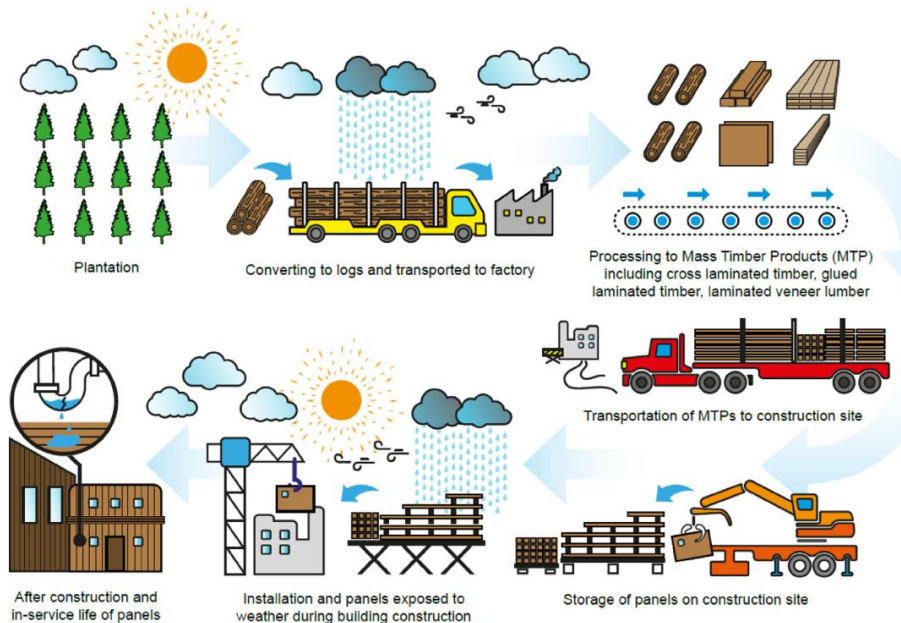 Plantation
Converting to logs and transported to factory
Processing to Mass Timber Products (MTP)
including cross laminated timber, glued
laminated timber, laminated veneer lumber
Transportation of MTPs to construction site
Storage of panels on construction site
Installation and panels exposed to
weather during building construction
After construction and
in-service life of panels